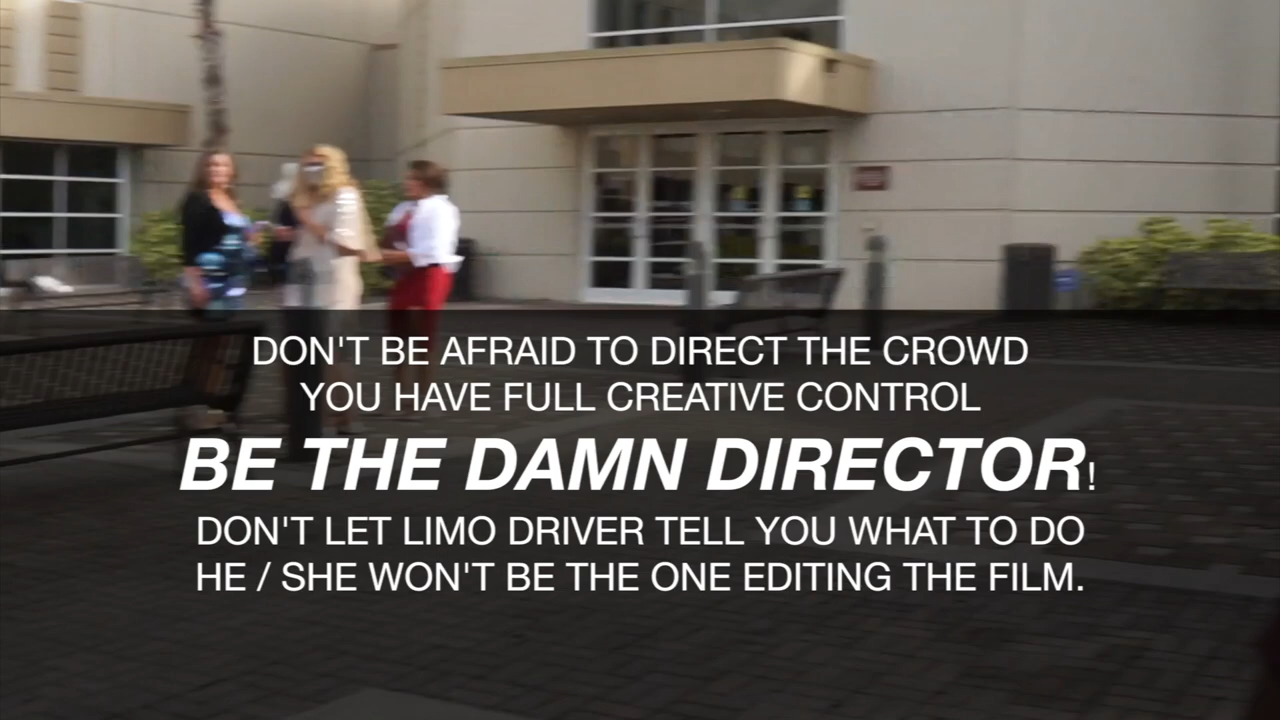 DON'T BE AFRAID TO DIRECT THE CROWD
YOU HAVE FULL CREATIVE CONTROL
BE THE DAMN DIRECTOR!
DON'T LET LIMO DRIVER TELL YOU WHAT TO DO
HE / SHE WON'T BE THE ONE EDITING THE FILM.